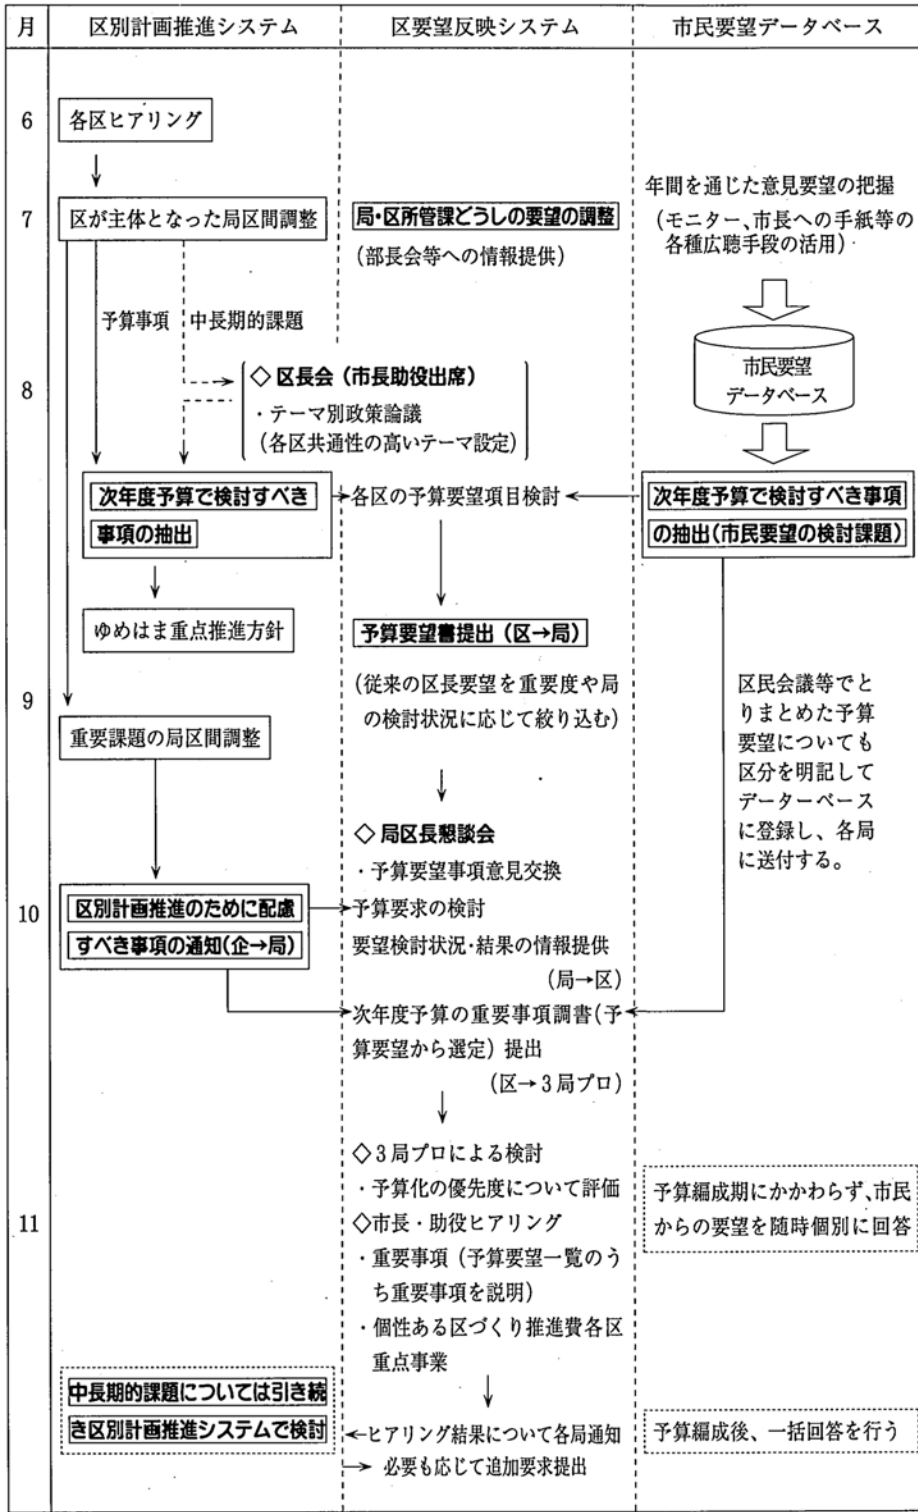 月
区別計画推進システム
区要望反映システム
市民要望データベース
6
各区ヒアリング
7
区が主体となった局区間調整
局・区所管課どうしの要望の調整
(部長会等への情報提供)
年間を通じた意見要望の把握
(モニター、市長への手紙等の
各種広聴手段の活用)
予算事項
中長期的課題
8
◇ 区長会 (市長助役出席)
・テーマ別政策論議
(各区共通性の高いテーマ設定)
市民要望
データベース
次年度予算で検討すべき
事項の抽出
各区の予算要望項目検討
次年度予算で検討すべき事項
の抽出(市民要望の検討課題)
ゆめはま重点推進方針
予算要望書提出 (区→局)
9
(従来の区長要望を重要度や局
の検討状況に応じて絞り込む)
重要課題の局区間調整
区民会議等でと
りまとめた予算
要望についても
区分を明記して
データーベース
に登録し、各局
に送付する。
◇ 局区長懇談会
・予算要望事項意見交換
10
区別計画推進のために配慮
すべき事項の通知(企→局)
予算要求の検討
要望検討状況・結果の情報提供
(局→区)
次年度予算の重要事項調書(予
算要望から選定) 提出
(区→3局プロ)
11
◇3局プロによる検討
・予算化の優先度について評価
◇市長・助役ヒアリング
・重要事項 (予算要望一覧のう
ち重要事項を説明)
・個性ある区づくり推進費各区
重点事業
予算編成期にかかわらず、市民
からの要望を随時個別に回答
中長期的課題については引き続
き区別計画推進システムで検討
ヒアリング結果について各局通知
必要も応じて追加要求提出
予算編成後、一括回答を行う